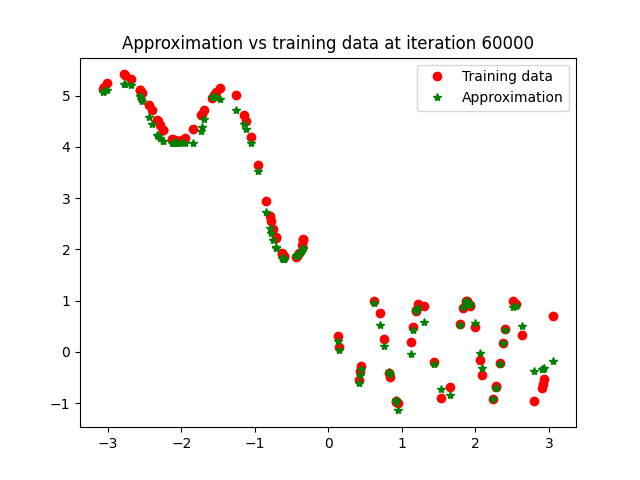 Approximation vs training data at iteration 60000
Training data
Approximation
5
4
3
2
1
0
−1
−3 −2 −1 0 1 2 3